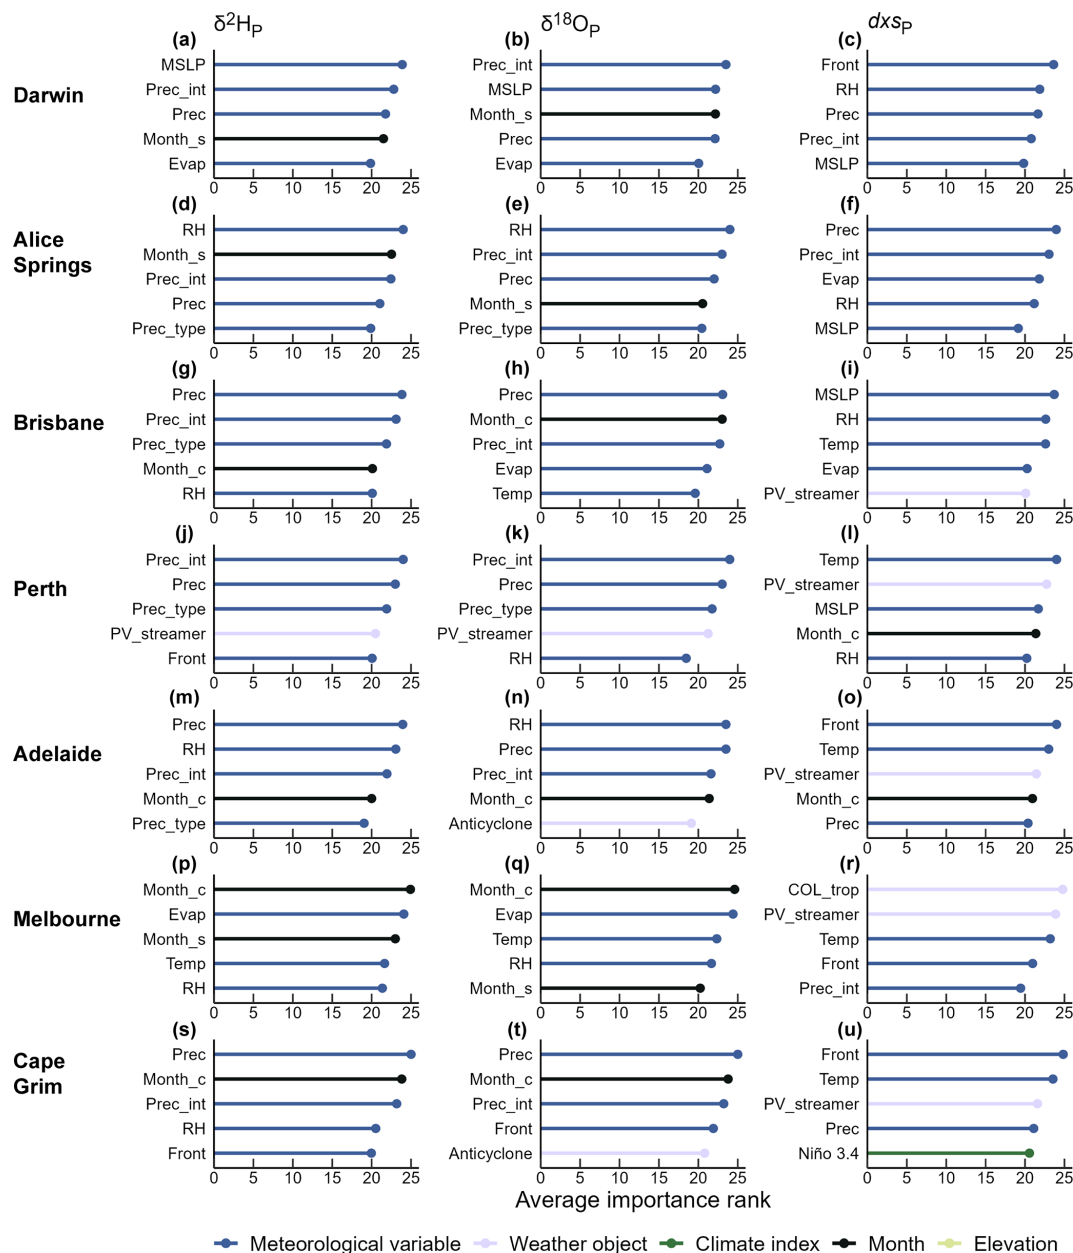 δ²H_P δ¹⁸O_P dxs_P
(a) (b) (c)
Darwin
MSLP Prec_int Front
Prec_int MSLP RH
Prec Month_s Prec
Month_s Prec Prec_int
Evap Evap MSLP
0 5 10 15 20 25 0 5 10 15 20 25 0 5 10 15 20 25
(d) (e) (f)
Alice
Springs
RH RH Prec
Month_s Prec_int Prec_int
Prec_int Prec Evap
Prec Month_s RH
Prec_type Prec_type MSLP
0 5 10 15 20 25 0 5 10 15 20 25 0 5 10 15 20 25
(g) (h) (i)
Brisbane
Prec Prec MSLP
Prec_int Month_c RH
Prec_type Prec_int Temp
Month_c Evap Evap
RH Temp PV_streamer
0 5 10 15 20 25 0 5 10 15 20 25 0 5 10 15 20 25
(j) (k) (l)
Perth
Prec_int Prec_int Temp
Prec Prec PV_streamer
Prec_type Prec_type MSLP
PV_streamer PV_streamer Month_c
Front RH RH
0 5 10 15 20 25 0 5 10 15 20 25 0 5 10 15 20 25
(m) (n) (o)
Adelaide
Prec RH Front
RH Prec Temp
Prec_int Prec_int PV_streamer
Month_c Month_c Month_c
Prec_type Anticyclone Prec
0 5 10 15 20 25 0 5 10 15 20 25 0 5 10 15 20 25
(p) (q) (r)
Melbourne
Month_c Month_c COL_trop
Evap Evap PV_streamer
Month_s Temp Temp
Temp RH Front
RH Month_s Prec_int
0 5 10 15 20 25 0 5 10 15 20 25 0 5 10 15 20 25
(s) (t) (u)
Cape
Grim
Prec Prec Front
Month_c Month_c Temp
Prec_int Prec_int PV_streamer
RH Front Prec
Front Anticyclone Niño 3.4
0 5 10 15 20 25 0 5 10 15 20 25 0 5 10 15 20 25
Average importance rank
Meteorological variable Weather object Climate index Month Elevation